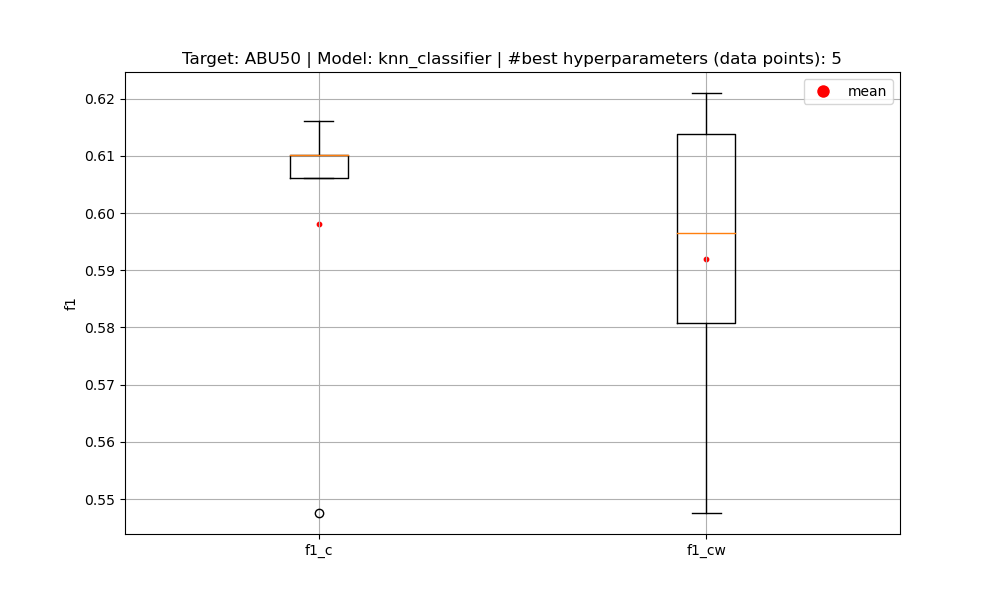 Target: ABU50 | Model: knn_classifier | #best hyperparameters (data points): 5
mean
0.62
0.61
0.60
0.59
0.58
0.57
0.56
0.55
f1
f1_c
f1_cw